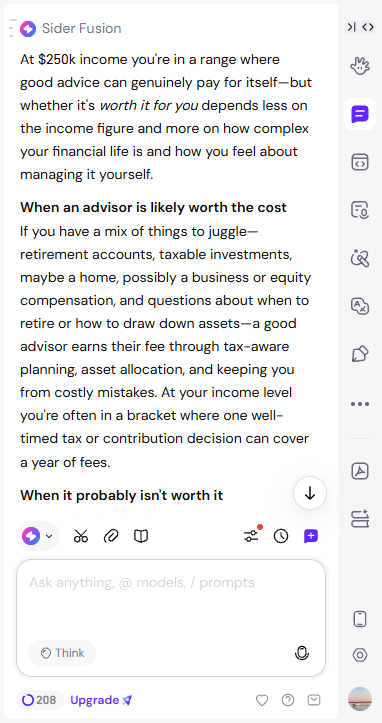 Sider Fusion
At $250k income you're in a range where
good advice can genuinely pay for itself—but
whether it's worth it for you depends less on
the income figure and more on how complex
your financial life is and how you feel about
managing it yourself.
When an advisor is likely worth the cost
If you have a mix of things to juggle—
retirement accounts, taxable investments,
maybe a home, possibly a business or equity
compensation, and questions about when to
retire or how to draw down assets—a good
advisor earns their fee through tax-aware
planning, asset allocation, and keeping you
from costly mistakes. At your income level
you're often in a bracket where one well-
timed tax or contribution decision can cover
a year of fees.
When it probably isn't worth it
Ask anything, @ models, / prompts
Think
208 Upgrade